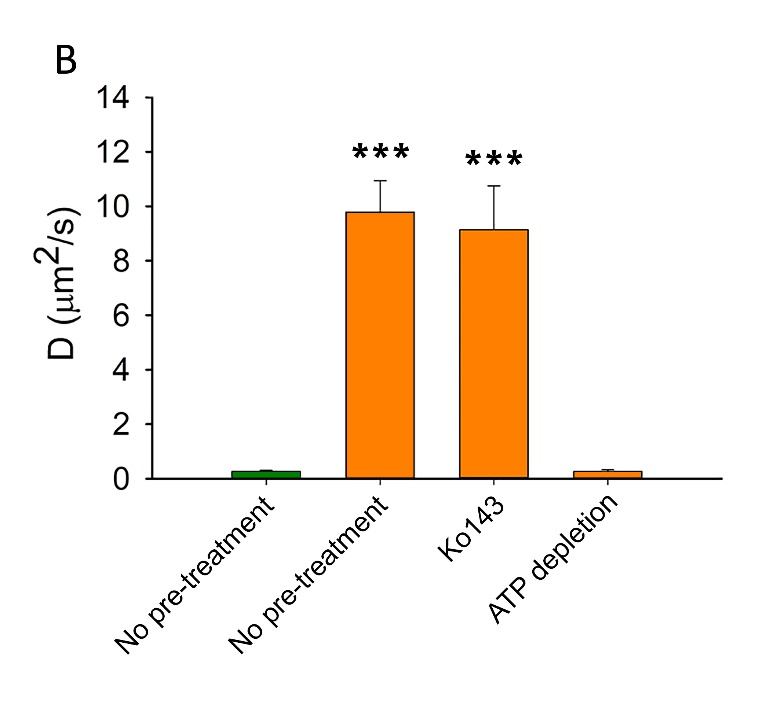 B
14
12
10
8
6
4
2
0
D (μm²/s)
***
***
No pre-treatment
No pre-treatment
Ko143
ATP depletion